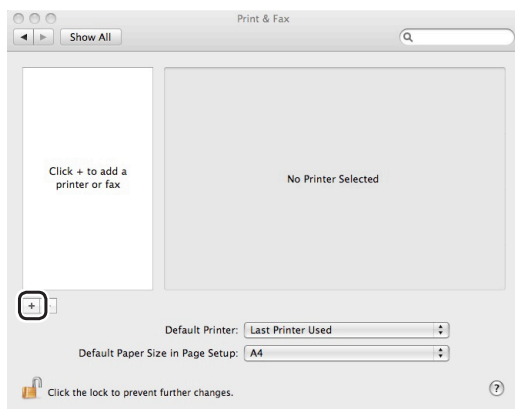 Print & Fax
Show All
Click + to add a
printer or fax
No Printer Selected
+ -
Default Printer: Last Printer Used
Default Paper Size in Page Setup: A4
Click the lock to prevent further changes.
?